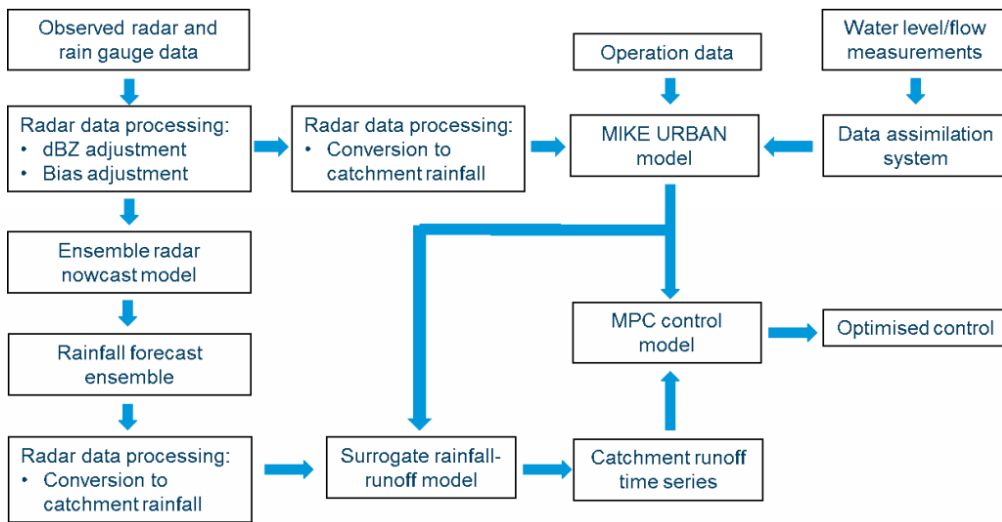 Observed radar and
rain gauge data
Operation data
Water level/flow
measurements
Radar data processing:
• dBZ adjustment
• Bias adjustment
Radar data processing:
• Conversion to
catchment rainfall
MIKE URBAN
model
Data assimilation
system
Ensemble radar
nowcast model
MPC control
model
Optimised control
Rainfall forecast
ensemble
Radar data processing:
• Conversion to
catchment rainfall
Surrogate rainfall-
runoff model
Catchment runoff
time series